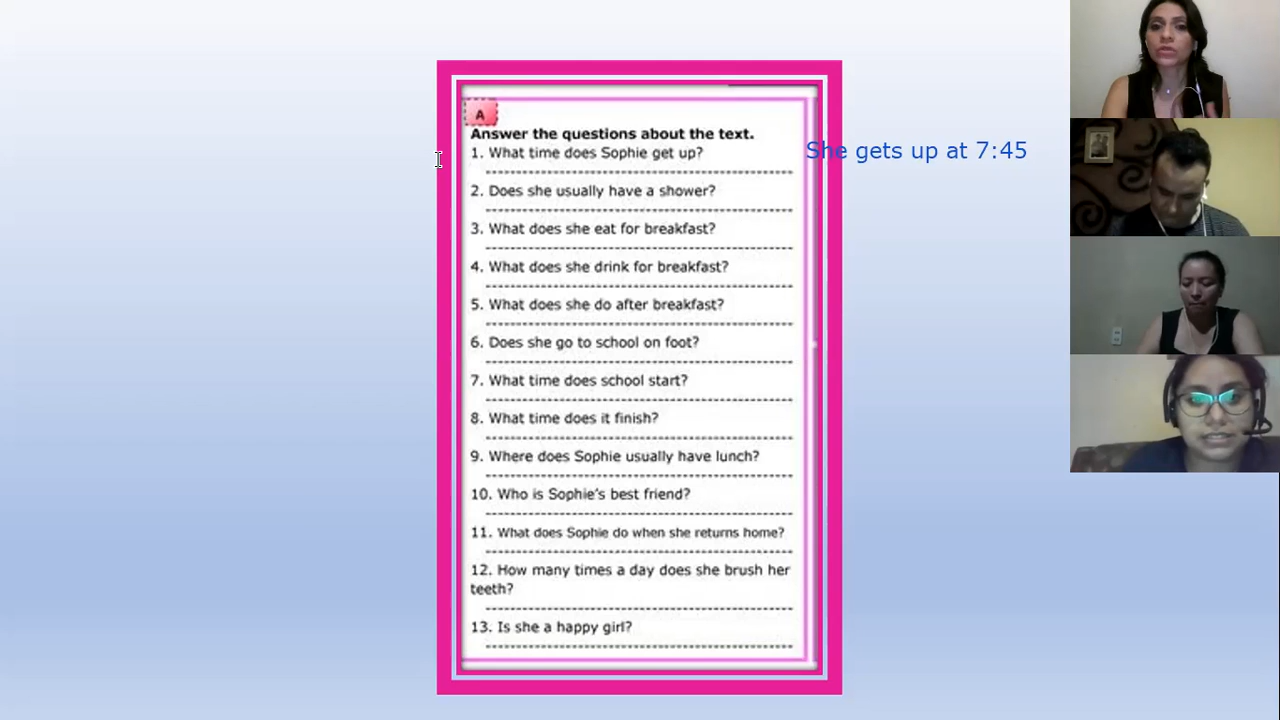 A
Answer the questions about the text.
1. What time does Sophie get up?
She gets up at 7:45
2. Does she usually have a shower?
3. What does she eat for breakfast?
4. What does she drink for breakfast?
5. What does she do after breakfast?
6. Does she go to school on foot?
7. What time does school start?
8. What time does it finish?
9. Where does Sophie usually have lunch?
10. Who is Sophie's best friend?
11. What does Sophie do when she returns home?
12. How many times a day does she brush her
teeth?
13. Is she a happy girl?